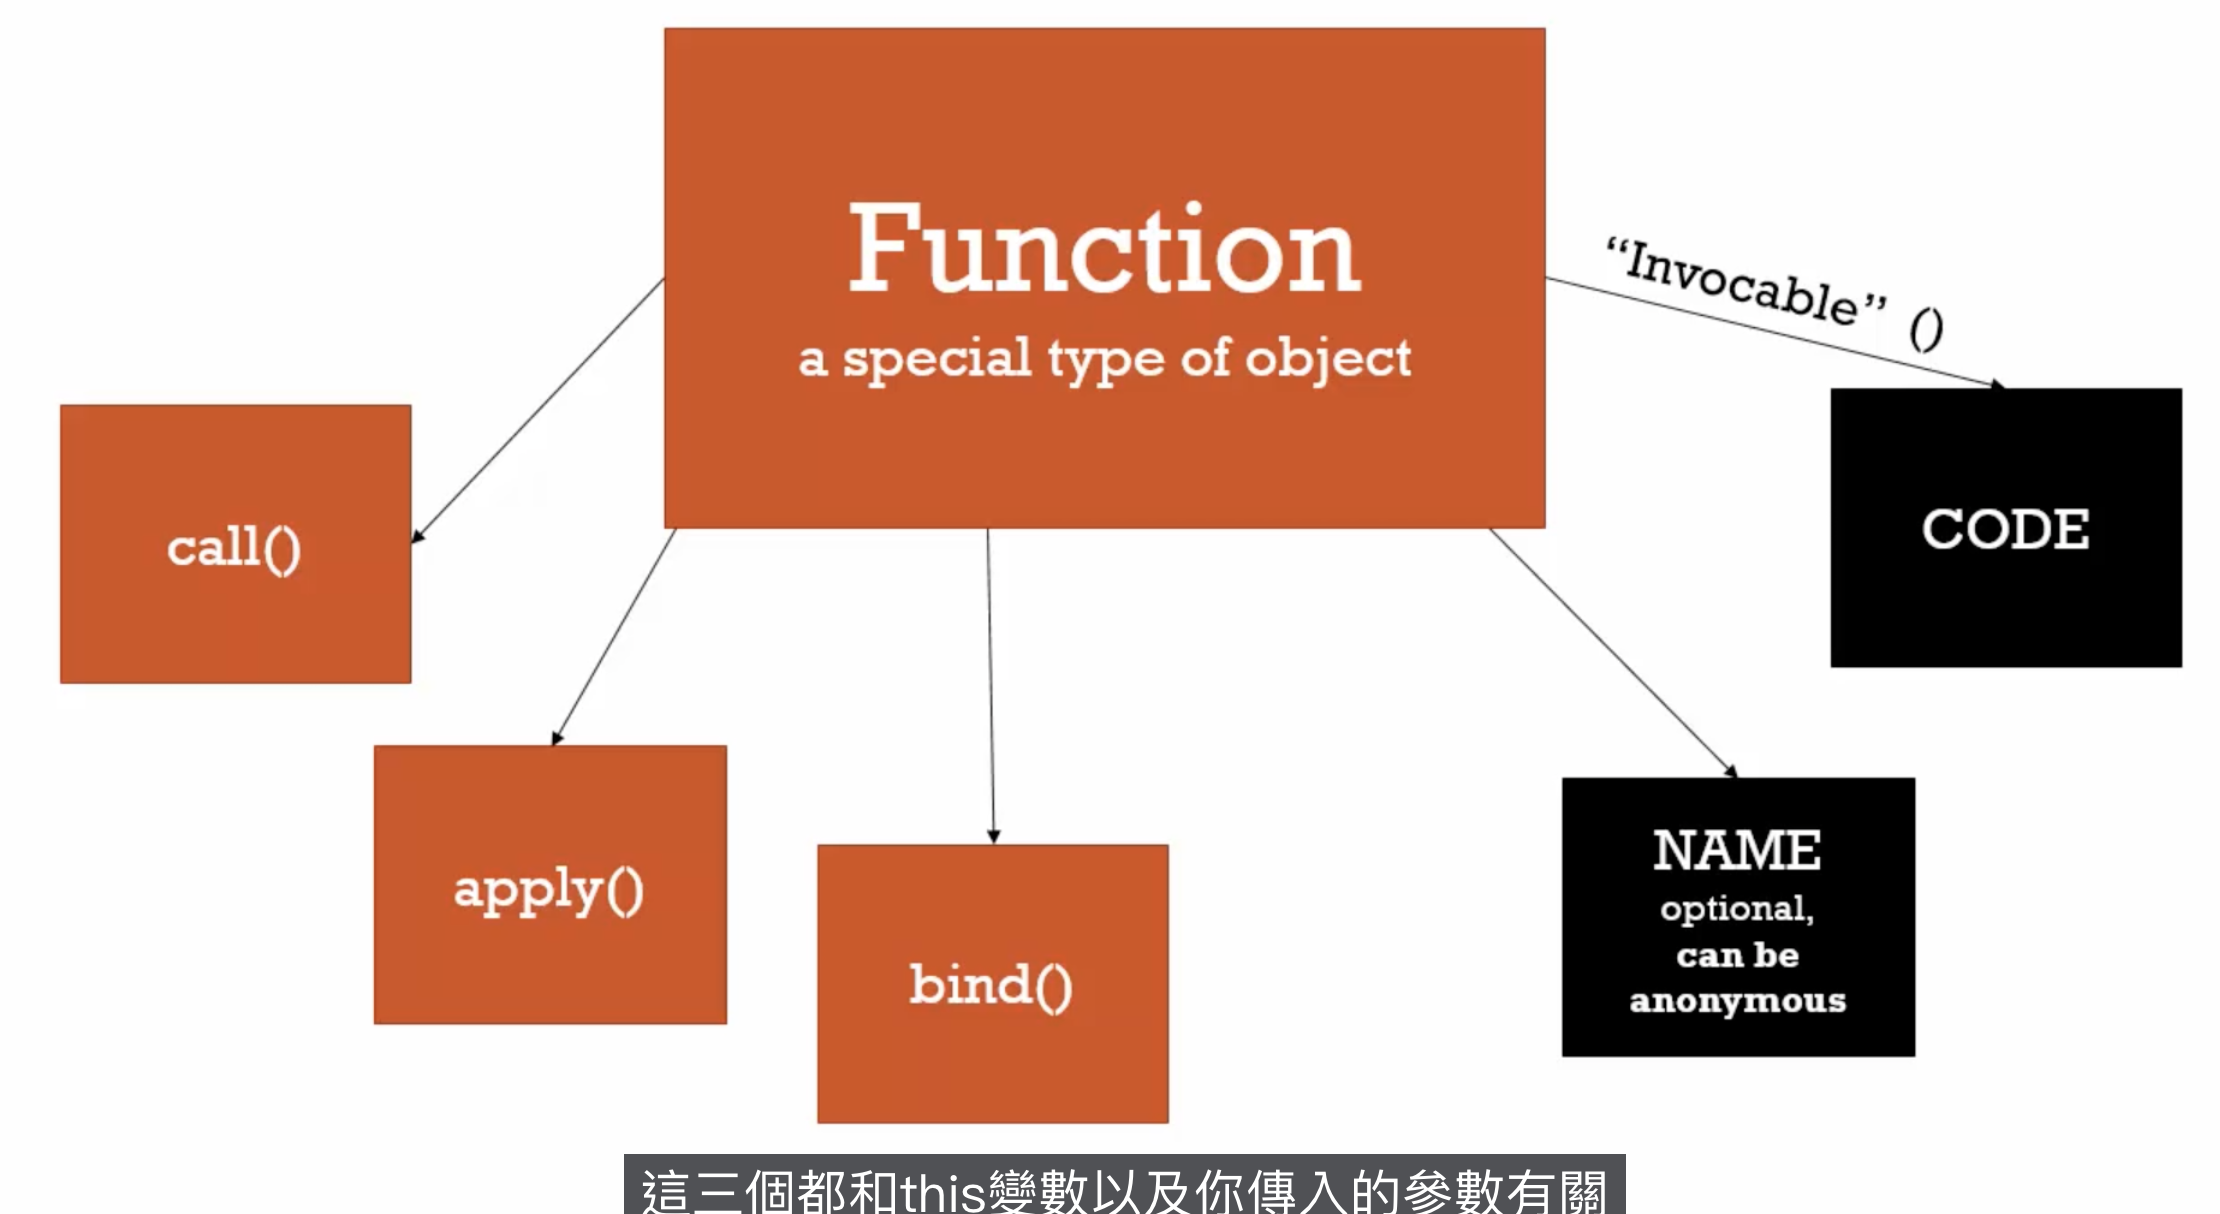 Function
a special type of object
“Invocable” ()
call()
CODE
apply()
bind()
NAME
optional,
can be
anonymous
這三個都和this變數以及你傳入的參數有關